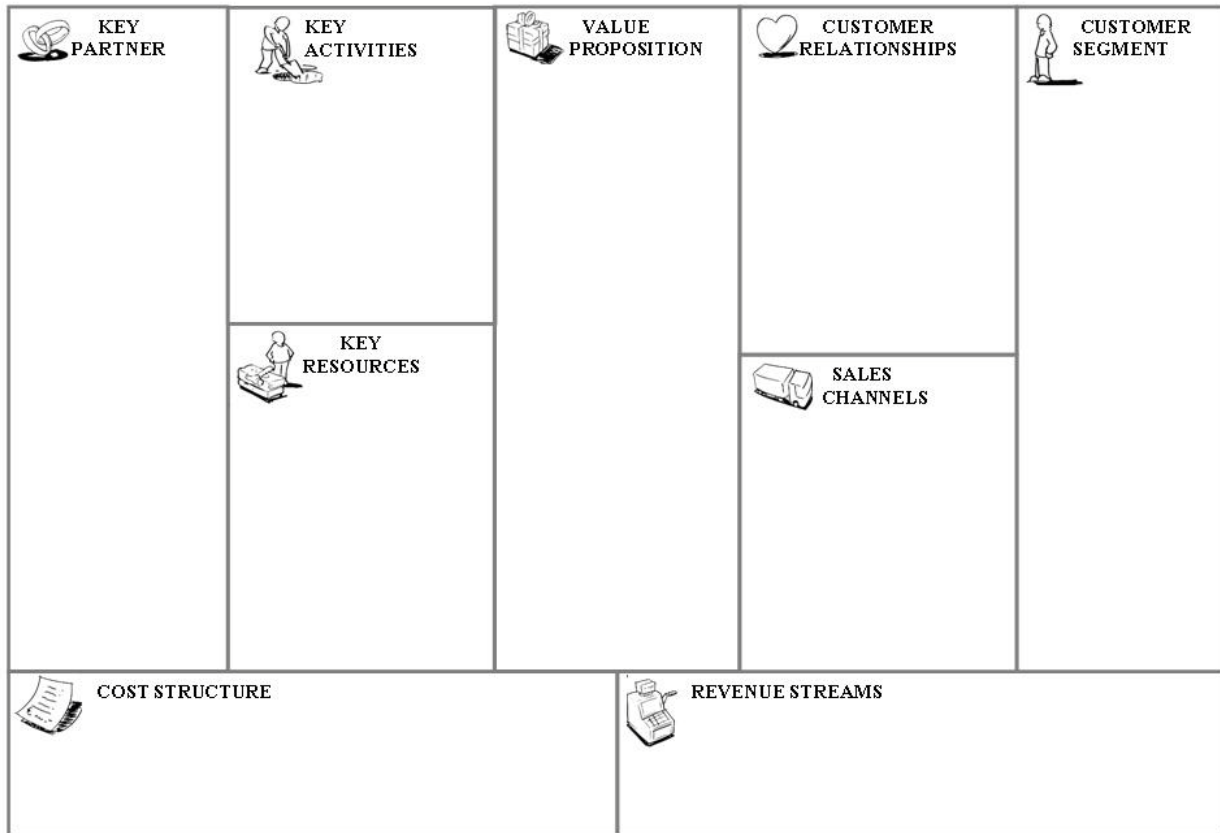 KEY
PARTNER
KEY
ACTIVITIES
VALUE
PROPOSITION
CUSTOMER
RELATIONSHIPS
CUSTOMER
SEGMENT
KEY
RESOURCES
SALES
CHANNELS
COST STRUCTURE
REVENUE STREAMS